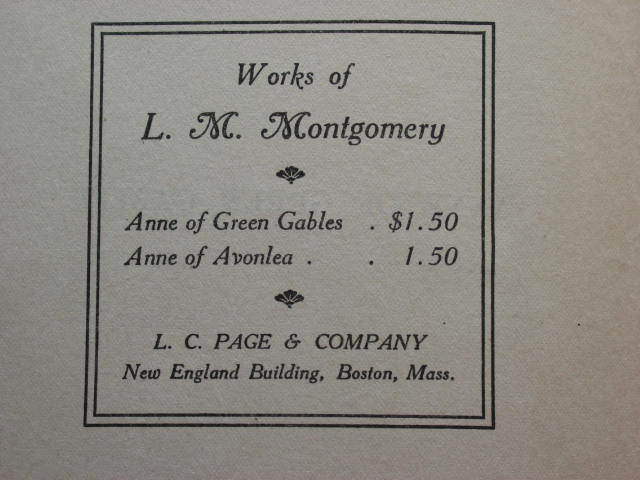 Works of
L. M. Montgomery
Anne of Green Gables . $1.50
Anne of Avonlea . . 1.50
L. C. PAGE & COMPANY
New England Building, Boston, Mass.